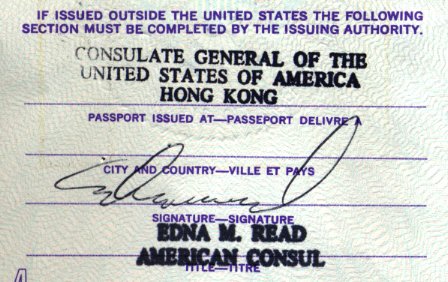 IF ISSUED OUTSIDE THE UNITED STATES THE FOLLOWING
SECTION MUST BE COMPLETED BY THE ISSUING AUTHORITY.
CONSULATE GENERAL OF THE
UNITED STATES OF AMERICA
HONG KONG
PASSPORT ISSUED AT—PASSEPORT DELIVRE A
CITY AND COUNTRY—VILLE ET PAYS
SIGNATURE—SIGNATURE
EDNA M. READ
AMERICAN CONSUL
TITLE—TITRE